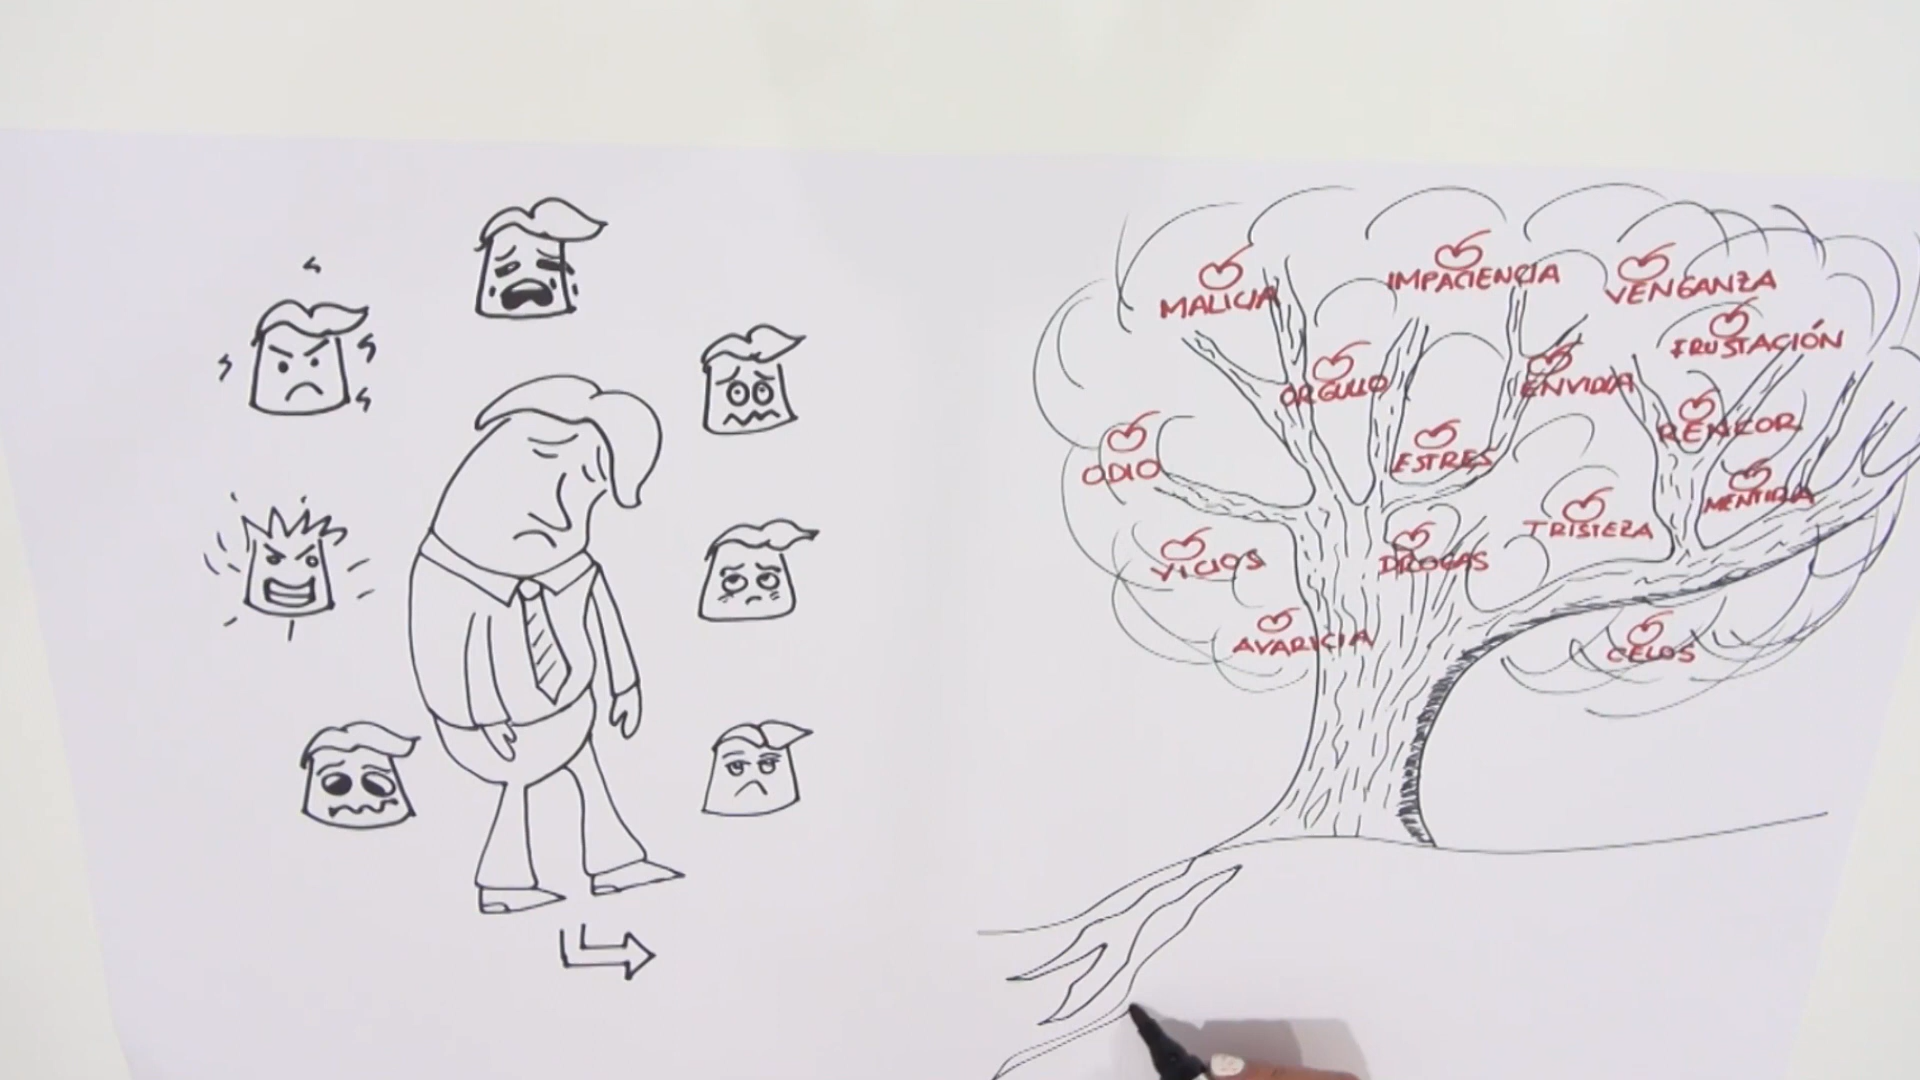 MALICIA
IMPACIENCIA
VENGANZA
FRUSTACIÓN
ORGULLO
ENVIDIA
RENCOR
ODIO
ESTRES
MENTIRA
TRISTEZA
VICIOS
DROGAS
AVARICIA
CELOS